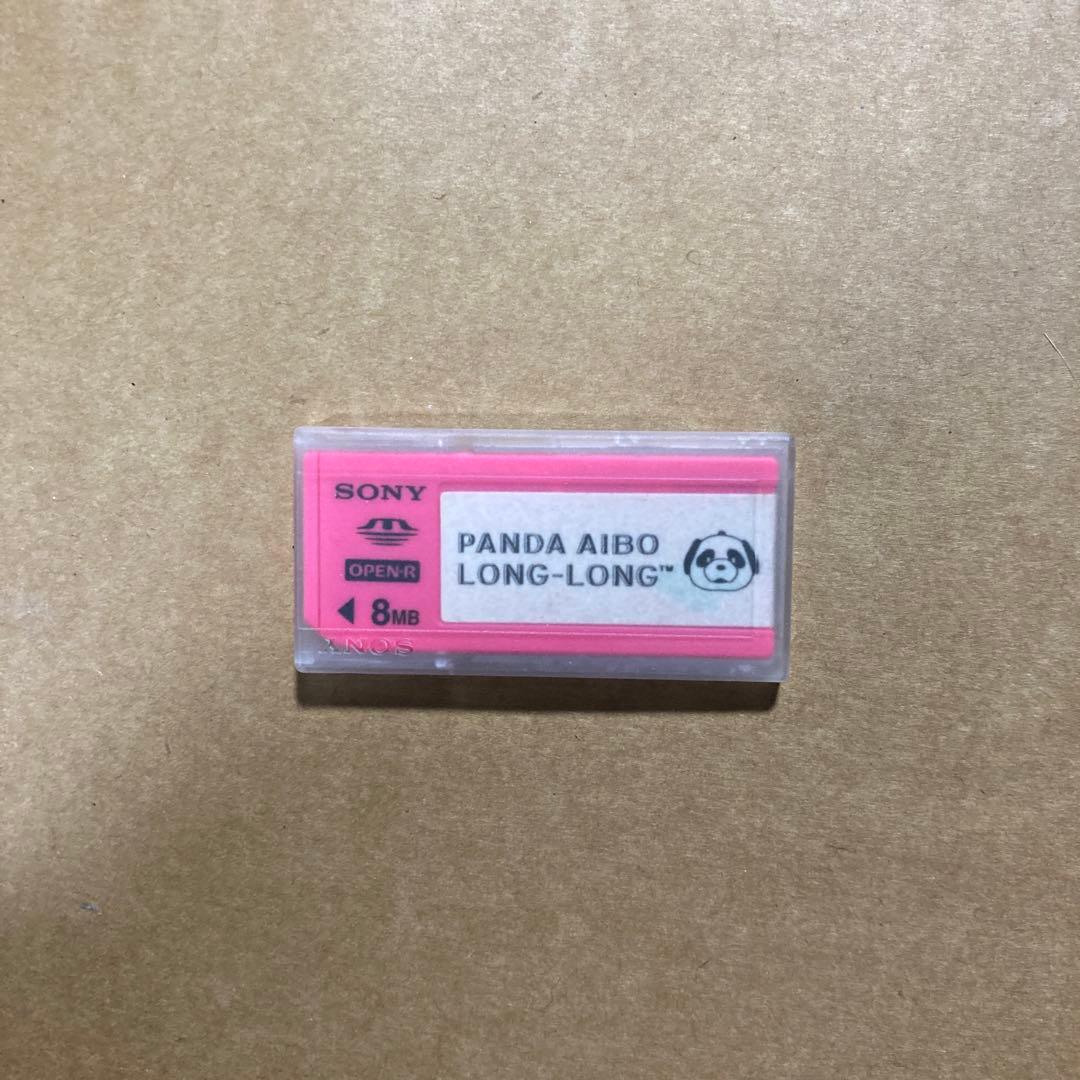 SONY
OPEN-R
8MB
PANDA AIBO
LONG-LONG™
SONY